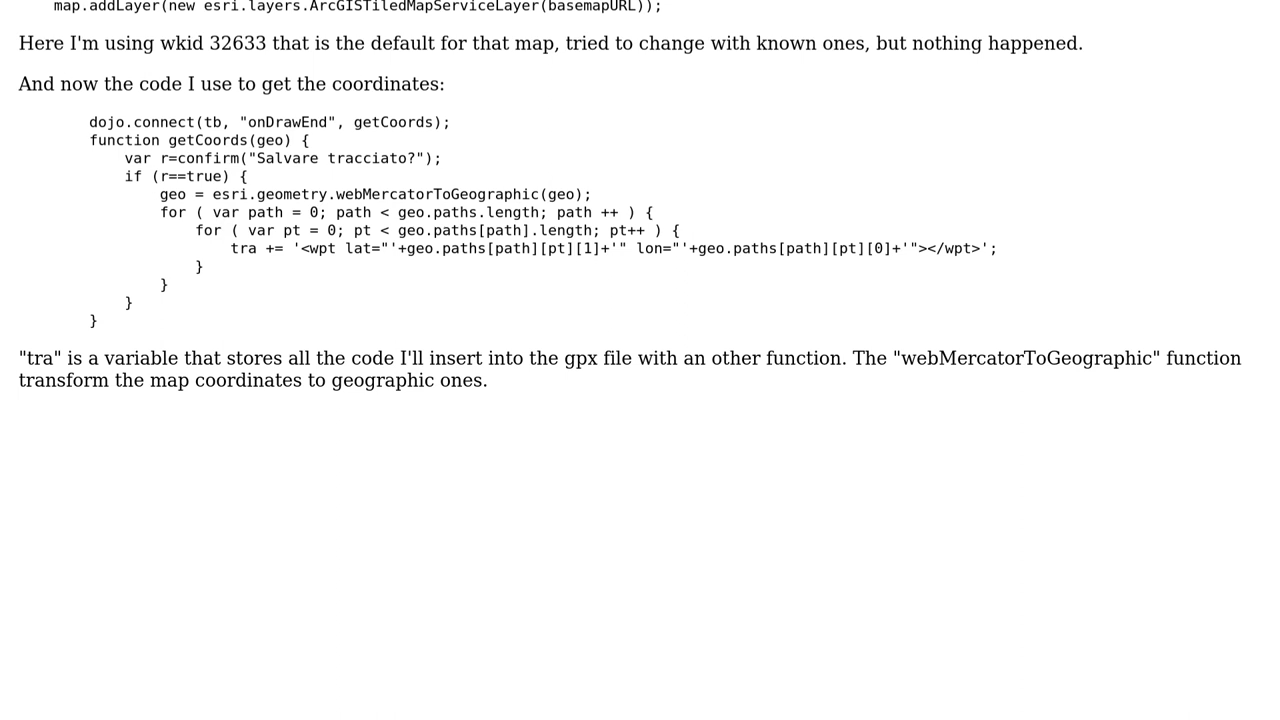 map.addLayer(new esri.layers.ArcGISTiledMapServiceLayer(basemapURL));
Here I'm using wkid 32633 that is the default for that map, tried to change with known ones, but nothing happened.
And now the code I use to get the coordinates:
dojo.connect(tb, "onDrawEnd", getCoords);
function getCoords(geo) {
var r=confirm("Salvare tracciato?");
if (r==true) {
geo = esri.geometry.webMercatorToGeographic(geo);
for ( var path = 0; path < geo.paths.length; path ++ ) {
for ( var pt = 0; pt < geo.paths[path].length; pt++ ) {
tra += '<wpt lat="'+geo.paths[path][pt][1]+'" lon="'+geo.paths[path][pt][0]+'"></wpt>';
}
}
}
}
"tra" is a variable that stores all the code I'll insert into the gpx file with an other function. The "webMercatorToGeographic" function
transform the map coordinates to geographic ones.